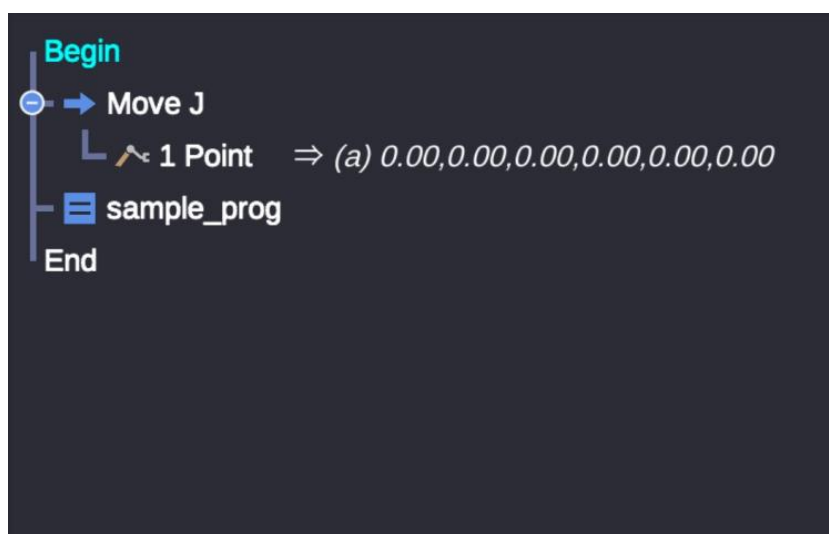 Begin
Move J
1 Point ⇒ (a) 0.00,0.00,0.00,0.00,0.00,0.00
sample_prog
End